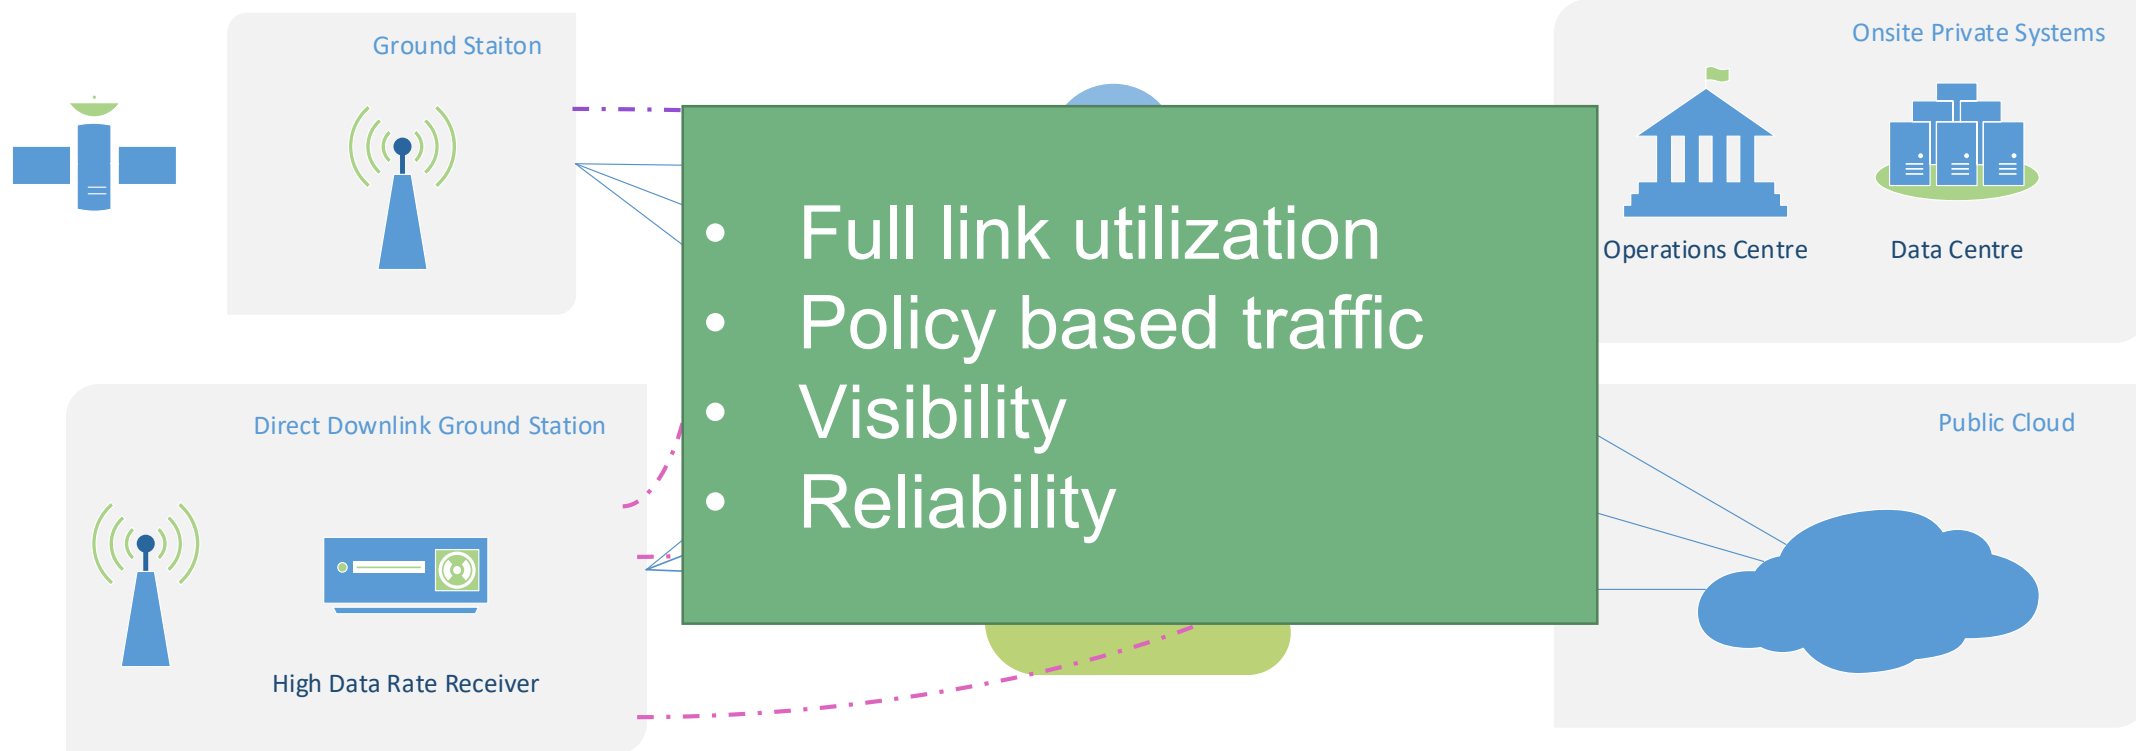 Ground Staiton
Onsite Private Systems
Operations Centre
Data Centre
• Full link utilization
• Policy based traffic
• Visibility
• Reliability
Direct Downlink Ground Station
High Data Rate Receiver
Public Cloud